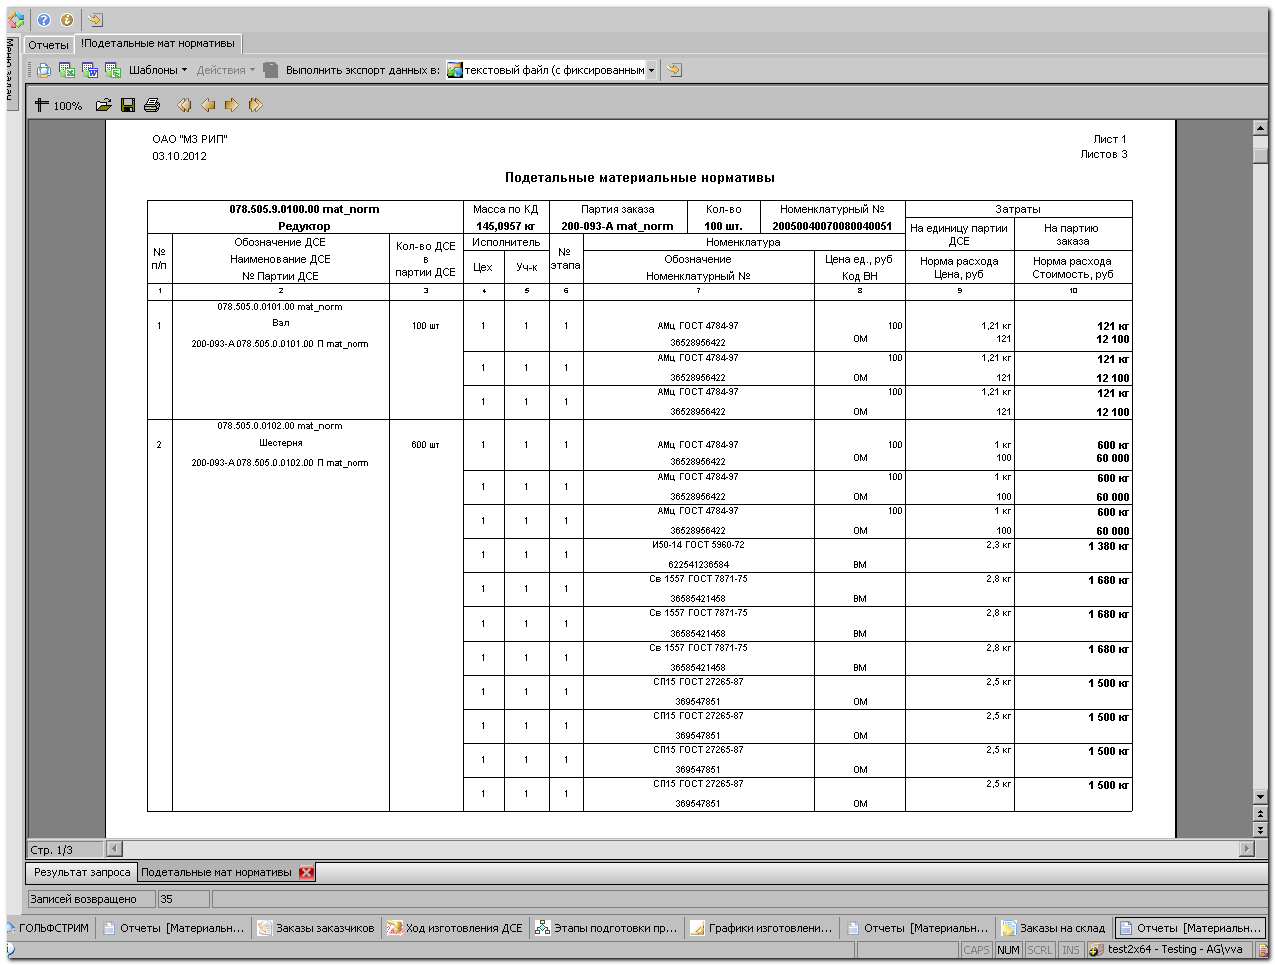 Отчеты !Подетальные мат нормативы
Меню задач
Шаблоны Действия Выполнить экспорт данных в: текстовый файл (с фиксированным
100%
ОАО "МЗ РИП" Лист 1
03.10.2012 Листов 3
Подетальные материальные нормативы
078.505.9.0100.00 mat_norm Масса по КД Партия заказа Кол-во Номенклатурный № Затраты
Редуктор 145,0957 кг 200-093-А mat_norm 100 шт. 20050040070080040051 На единицу партии ДСЕ На партию заказа
№ п/п Обозначение ДСЕ Кол-во ДСЕ в партии ДСЕ Исполнитель № этапа Номенклатура
Наименование ДСЕ Цех Уч-к Обозначение Цена ед., руб Норма расхода Норма расхода
№ Партии ДСЕ Номенклатурный № Код ВН Цена, руб Стоимость, руб
1 2 3 4 5 6 7 8 9 10
078.505.0.0101.00 mat_norm
1 Вал 100 шт 1 1 1 АМц ГОСТ 4784-97 100 1,21 кг 121 кг
200-093-А078.505.0.0101.00 П mat_norm 36528956422 ОМ 121 12 100
АМц ГОСТ 4784-97 100 1,21 кг 121 кг
1 1 1
36528956422 ОМ 121 12 100
АМц ГОСТ 4784-97 100 1,21 кг 121 кг
1 1 1
36528956422 ОМ 121 12 100
078.505.0.0102.00 mat_norm
2 Шестерня 600 шт 1 1 1 АМц ГОСТ 4784-97 100 1 кг 600 кг
200-093-А078.505.0.0102.00 П mat_norm 36528956422 ОМ 100 60 000
АМц ГОСТ 4784-97 100 1 кг 600 кг
1 1 1
36528956422 ОМ 100 60 000
АМц ГОСТ 4784-97 100 1 кг 600 кг
1 1 1
36528956422 ОМ 100 60 000
И50-14 ГОСТ 5960-72 2,3 кг 1 380 кг
1 1 1
622541236584 ВМ
Св 1557 ГОСТ 7871-75 2,8 кг 1 680 кг
1 1 1
36585421458 ВМ
Св 1557 ГОСТ 7871-75 2,8 кг 1 680 кг
1 1 1
36585421458 ВМ
Св 1557 ГОСТ 7871-75 2,8 кг 1 680 кг
1 1 1
36585421458 ВМ
СП15 ГОСТ 27265-87 2,5 кг 1 500 кг
1 1 1
369547851 ОМ
СП15 ГОСТ 27265-87 2,5 кг 1 500 кг
1 1 1
369547851 ОМ
СП15 ГОСТ 27265-87 2,5 кг 1 500 кг
1 1 1
369547851 ОМ
СП15 ГОСТ 27265-87 2,5 кг 1 500 кг
1 1 1
369547851 ОМ
Стр. 1/3
Результат запроса Подетальные мат нормативы
Записей возвращено 35
ГОЛЬФСТРИМ Отчеты [Материальн... Заказы заказчиков Ход изготовления ДСЕ Этапы подготовки пр... Графики изготовлени... Отчеты [Материальн... Заказы на склад Отчеты [Материальн...
CAPS NUM SCRL INS test2x64 - Testing - AG\vva